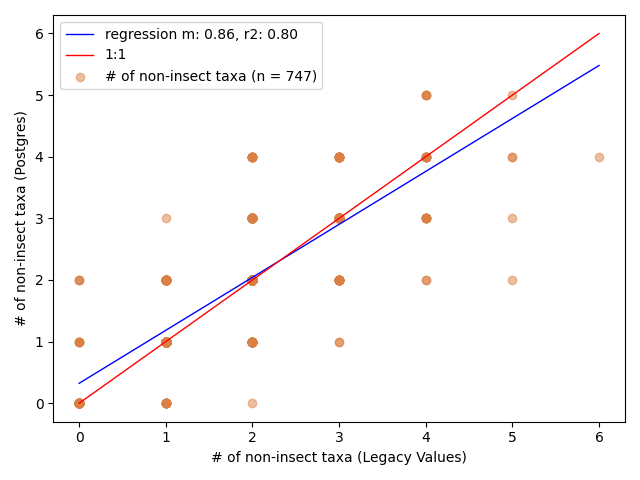 regression m: 0.86, r2: 0.80
1:1
# of non-insect taxa (n = 747)
# of non-insect taxa (Postgres)
6
5
4
3
2
1
0
0 1 2 3 4 5 6
# of non-insect taxa (Legacy Values)